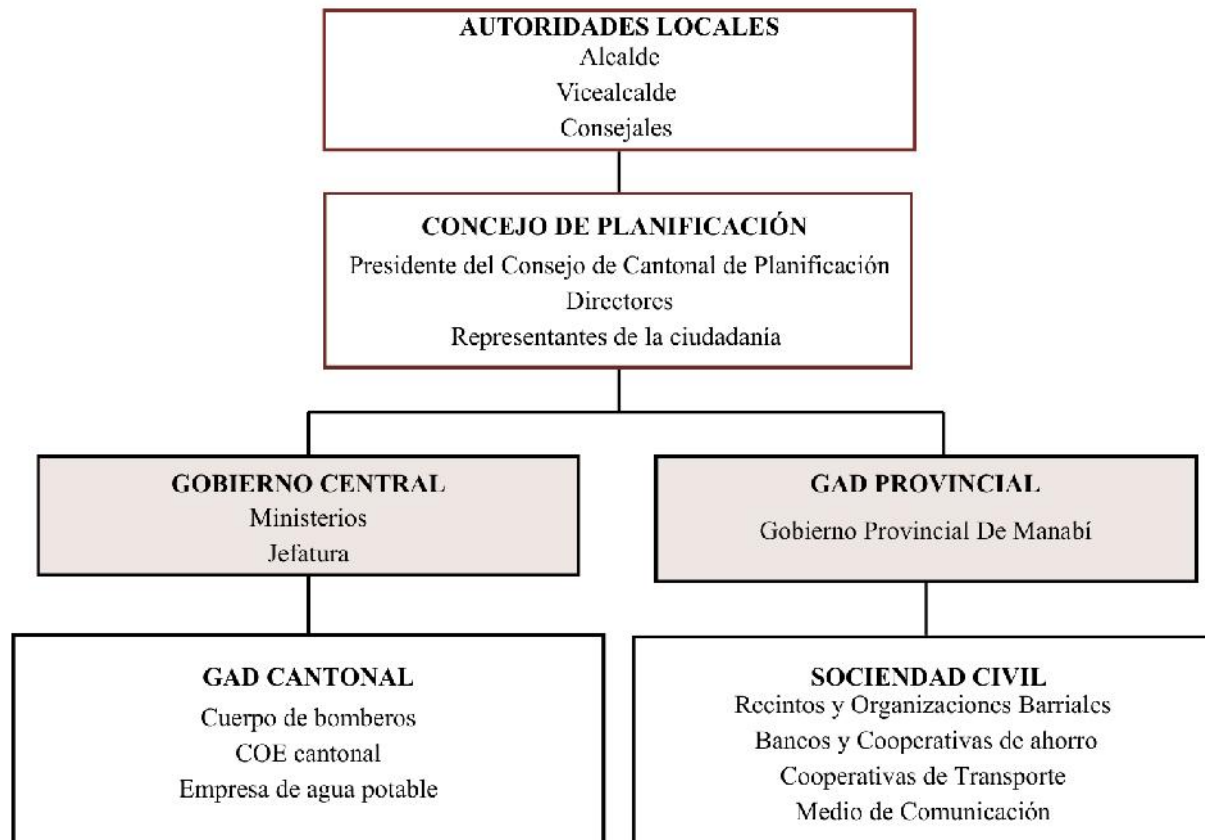 AUTORIDADES LOCALES
Alcalde
Vicealcalde
Consejales
CONCEJO DE PLANIFICACIÓN
Presidente del Consejo de Cantonal de Planificación
Directores
Representantes de la ciudadanía
GOBIERNO CENTRAL
Ministerios
Jefatura
GAD PROVINCIAL
Gobierno Provincial De Manabí
GAD CANTONAL
Cuerpo de bomberos
COE cantonal
Empresa de agua potable
SOCIENDAD CIVIL
Recintos y Organizaciones Barriales
Bancos y Cooperativas de ahorro
Cooperativas de Transporte
Medio de Comunicación